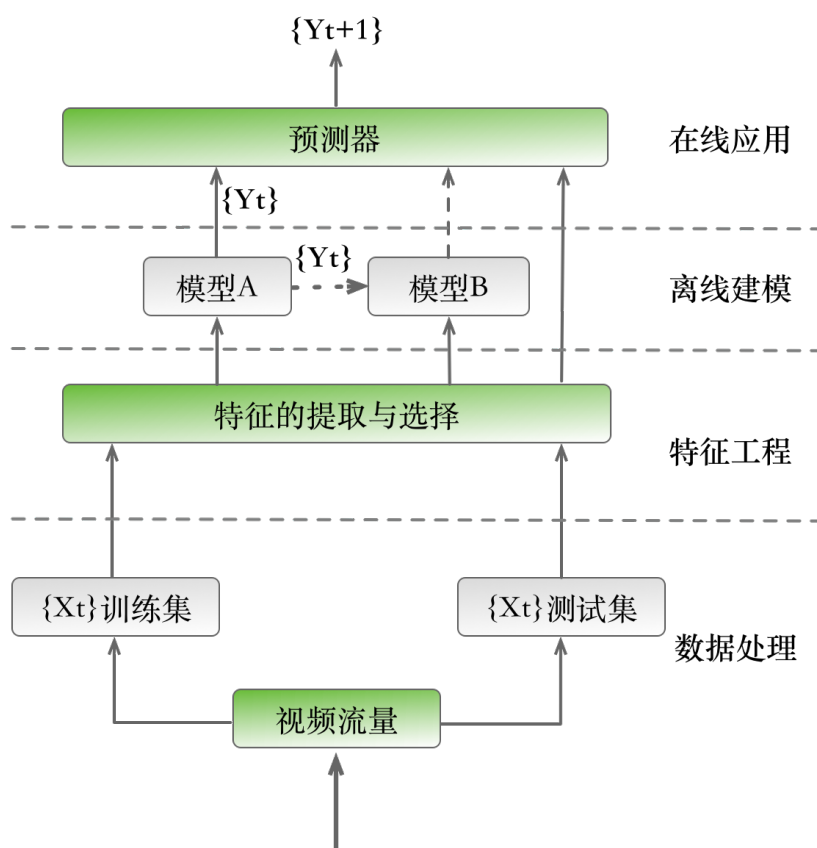 {Yt+1}
预测器
在线应用
{Yt}
{Yt}
模型A
模型B
离线建模
特征的提取与选择
特征工程
{Xt}训练集
{Xt}测试集
数据处理
视频流量